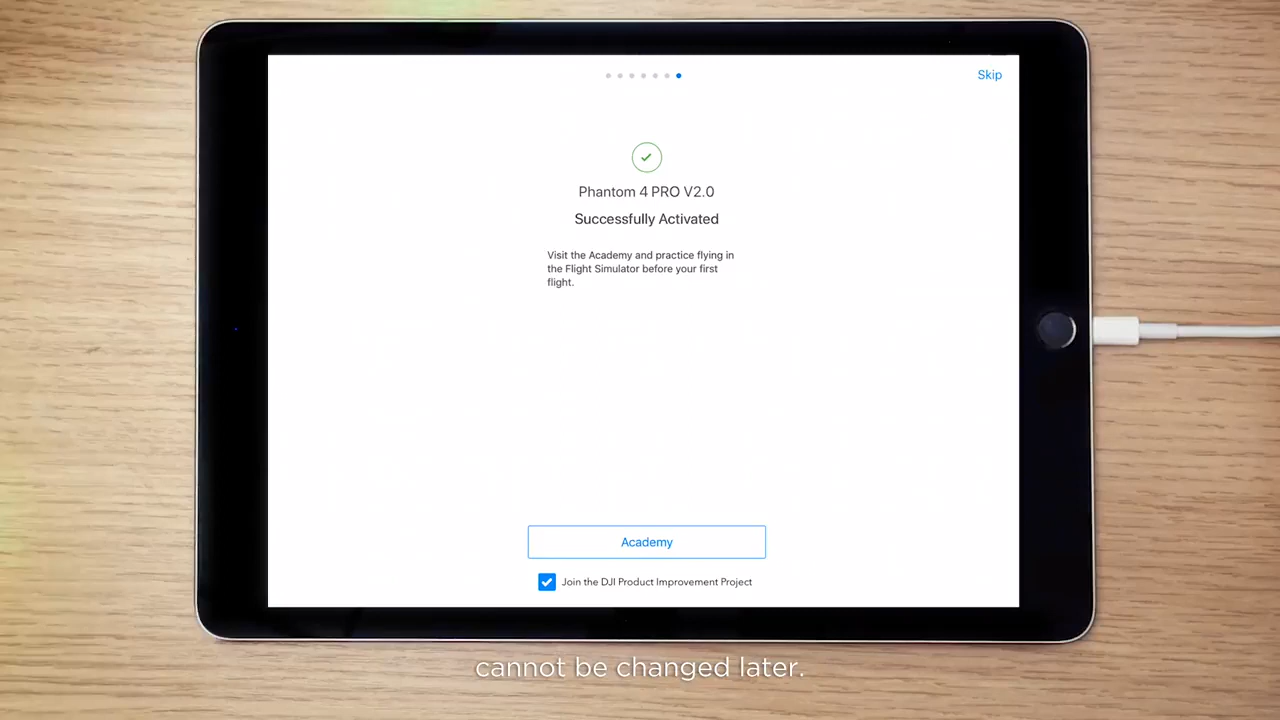 Skip
Phantom 4 PRO V2.0
Successfully Activated
Visit the Academy and practice flying in
the Flight Simulator before your first
flight.
Academy
Join the DJI Product Improvement Project
cannot be changed later.